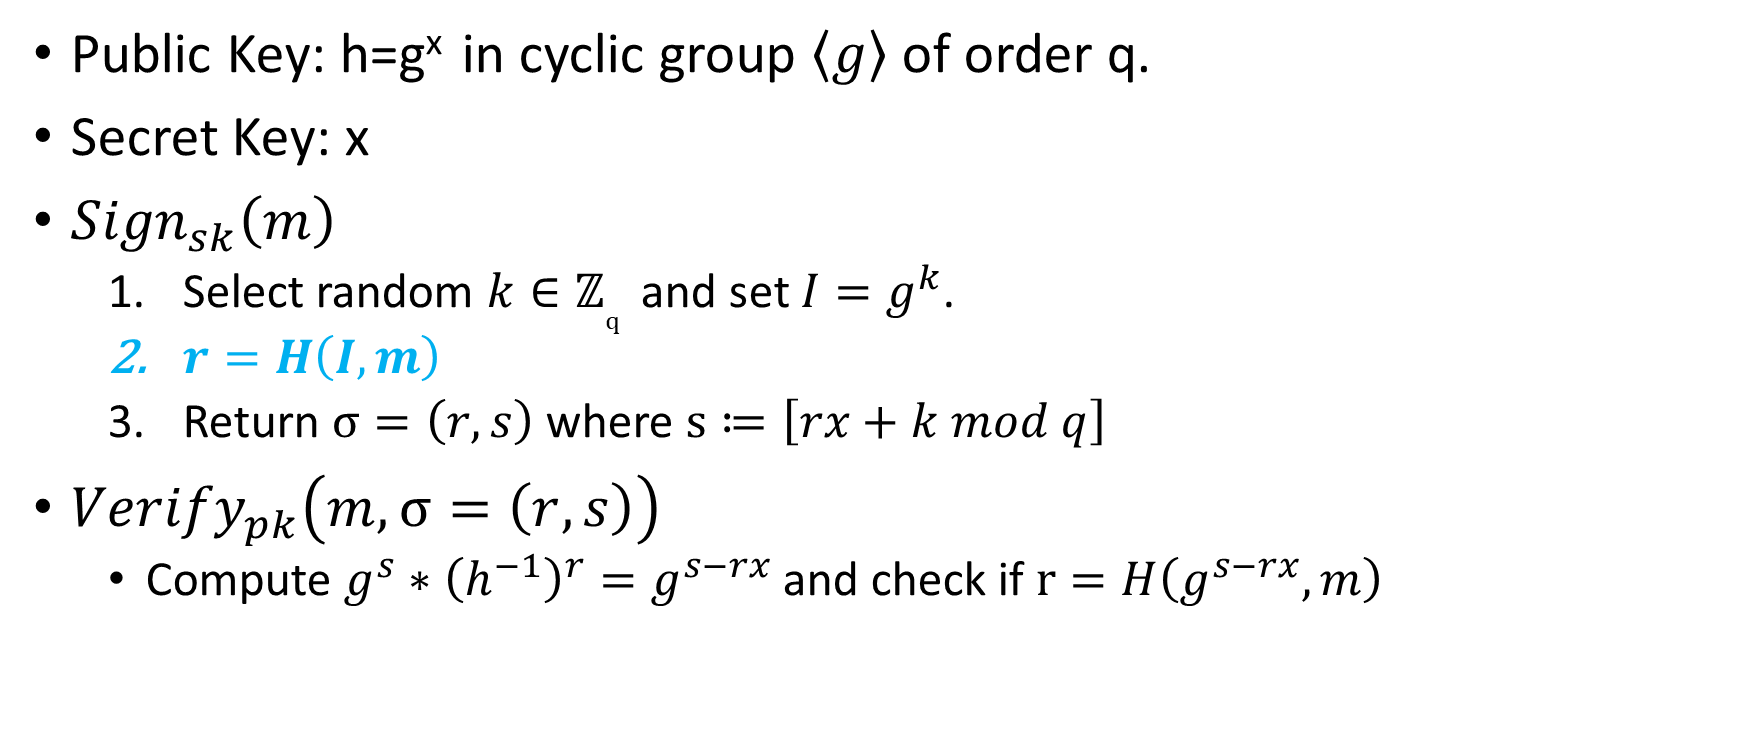 • Public Key: h=gˣ in cyclic group ⟨g⟩ of order q.
• Secret Key: x
• Sign_sk(m)
1. Select random k ∈ ℤ_q and set I = g^k.
2. r = H(I, m)
3. Return σ = (r, s) where s ≔ [rx + k mod q]
• Verify_pk(m, σ = (r, s))
• Compute g^s ∗ (h^−1)^r = g^s−rx and check if r = H(g^s−rx, m)